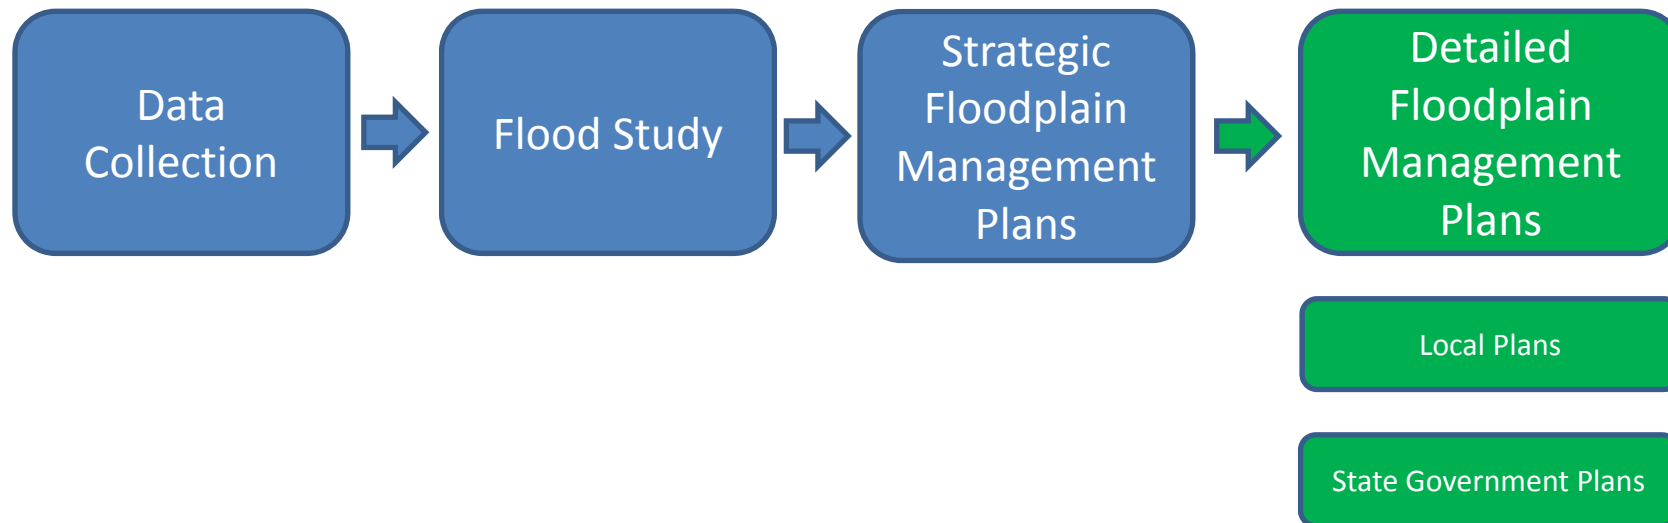 Data
Collection
Flood Study
Strategic
Floodplain
Management
Plans
Detailed
Floodplain
Management
Plans
Local Plans
State Government Plans